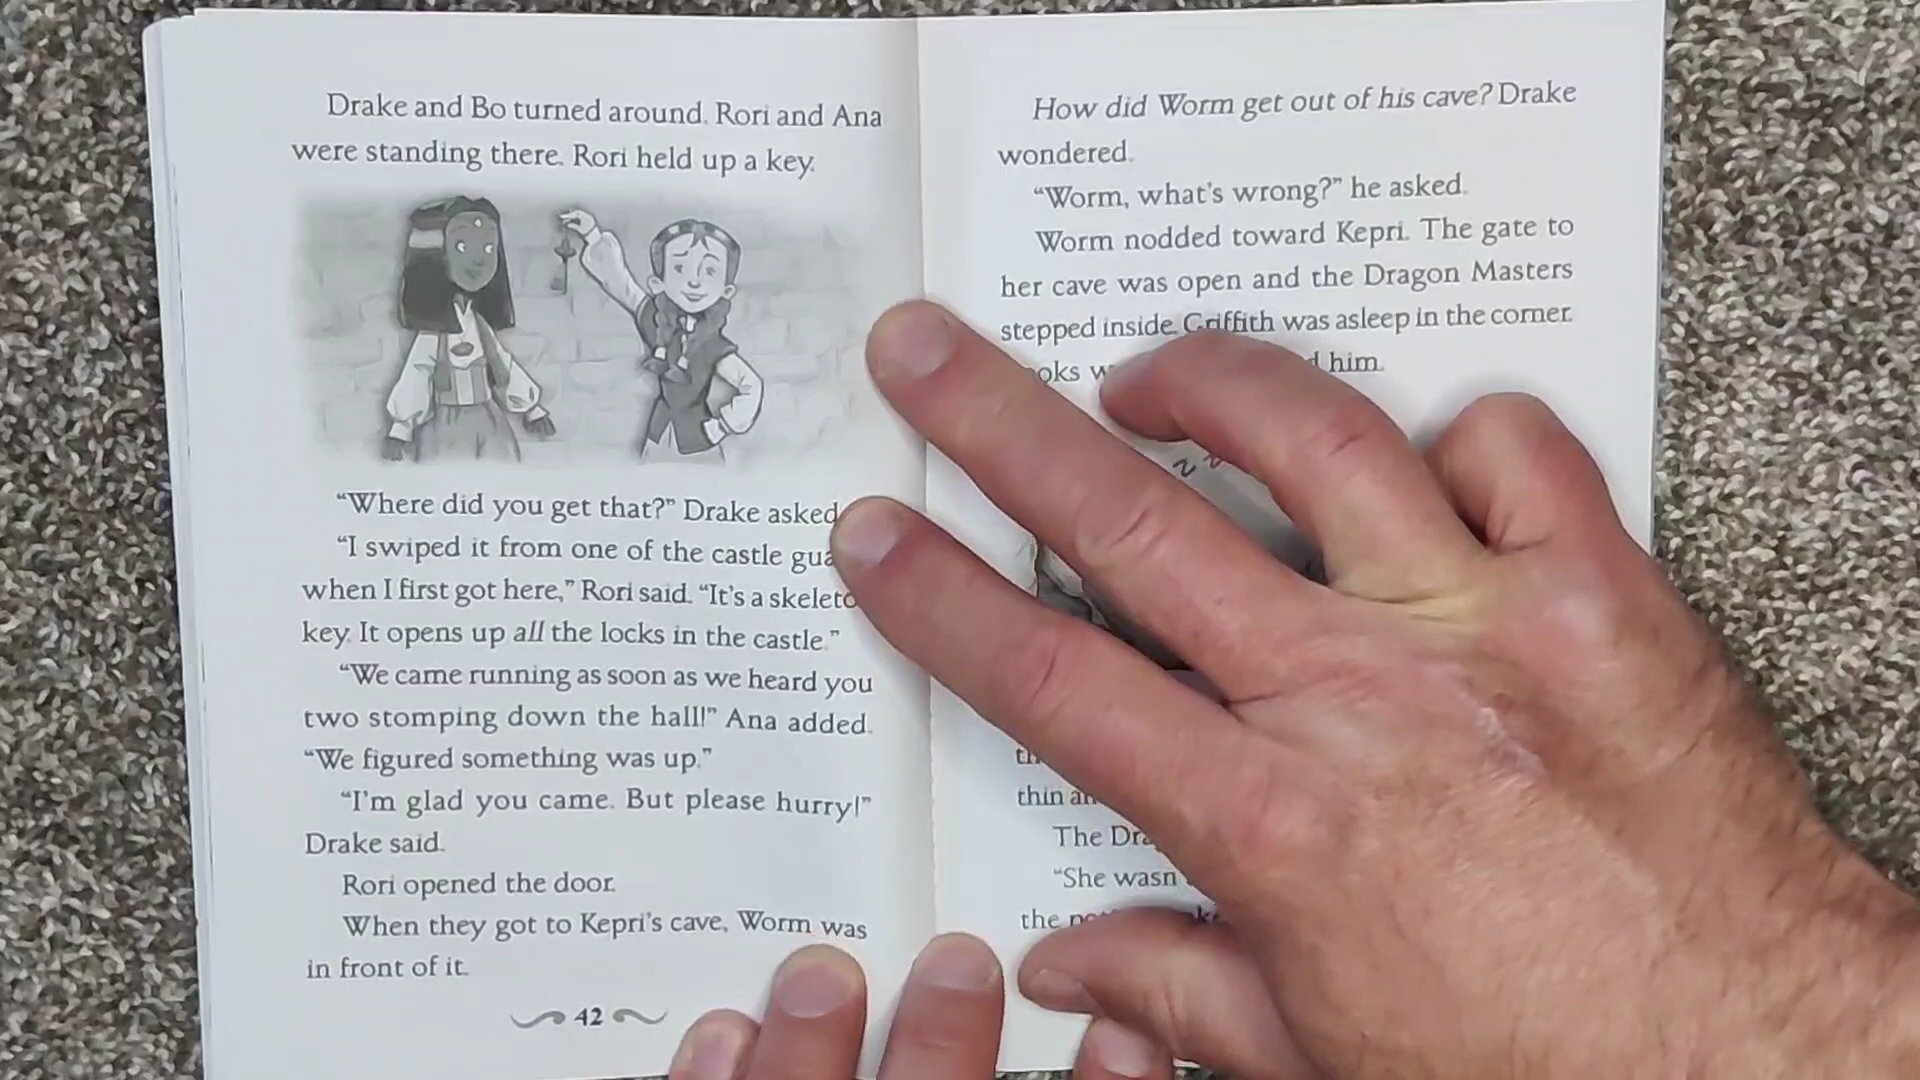 Drake and Bo turned around. Rori and Ana
were standing there. Rori held up a key.
“Where did you get that?” Drake asked
“I swiped it from one of the castle
when I first got here,” Rori said. “It’s a
key. It opens up all the locks in the castle.”
“We came running as soon as we heard you
two stomping down the hall!” Ana added.
“We figured something was up.”
“I’m glad you came. But please hurry!”
Drake said.
Rori opened the door.
When they got to Kepri’s cave, Worm was
in front of it.
42
How did Worm get out of his cave? Drake
wondered.
“Worm, what’s wrong?” he asked.
Worm nodded toward Kepri. The gate to
her cave was open and the Dragon Masters
stepped inside. Griffith was asleep in the corner.
him.
z z
thin
The
“She
the